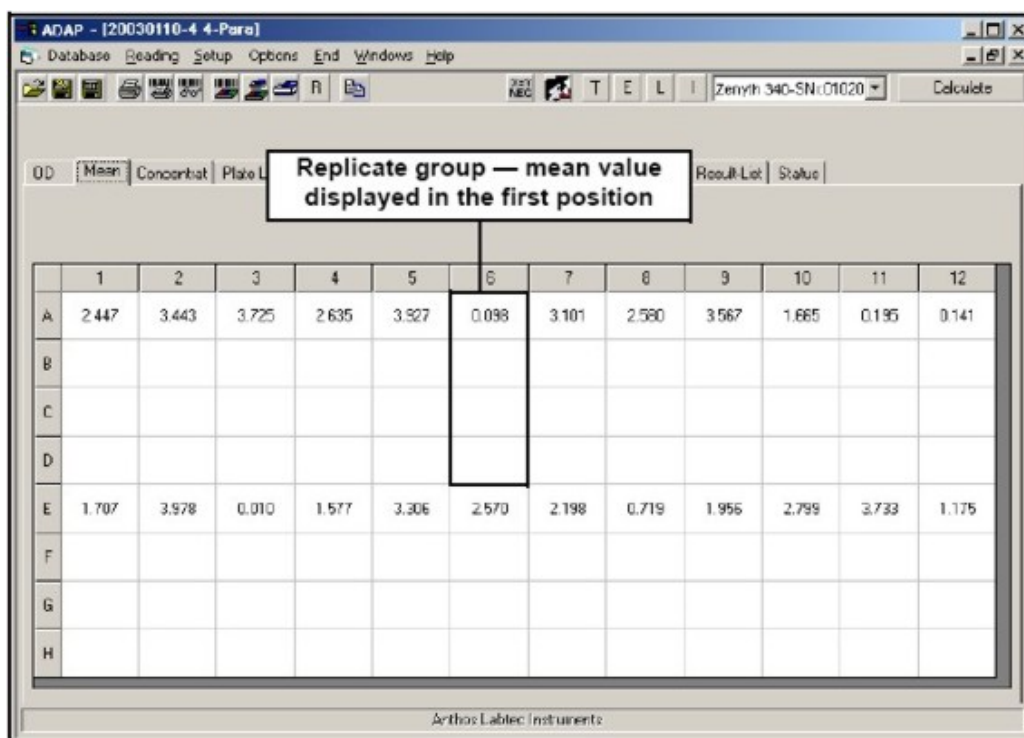 ADAP - [20030110-4 4-Para]
Database Reading Setup Options End Windows Help
R T E L I Zenyth 340-SN:01020 Calculate
OD Mean Concentrat Plate L Result-List Status
Replicate group — mean value
displayed in the first position
1 2 3 4 5 6 7 8 9 10 11 12
A 2.447 3.443 3.725 2.635 3.927 0.098 3.101 2.580 3.567 1.665 0.195 0.141
B
C
D
E 1.707 3.978 0.010 1.577 3.306 2.570 2.198 0.719 1.956 2.799 3.733 1.175
F
G
H
Anthos Labtec Instruments